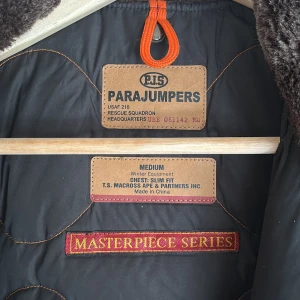 PJS
PARAJUMPERS
USAF 210
RESCUE SQUADRON
HEADQUARTERS
MEDIUM
Winter Equipment
CHEST: SLIM FIT
T.S. MACROSS APE & PARTNERS INC.
Made in China
MASTERPIECE SERIES